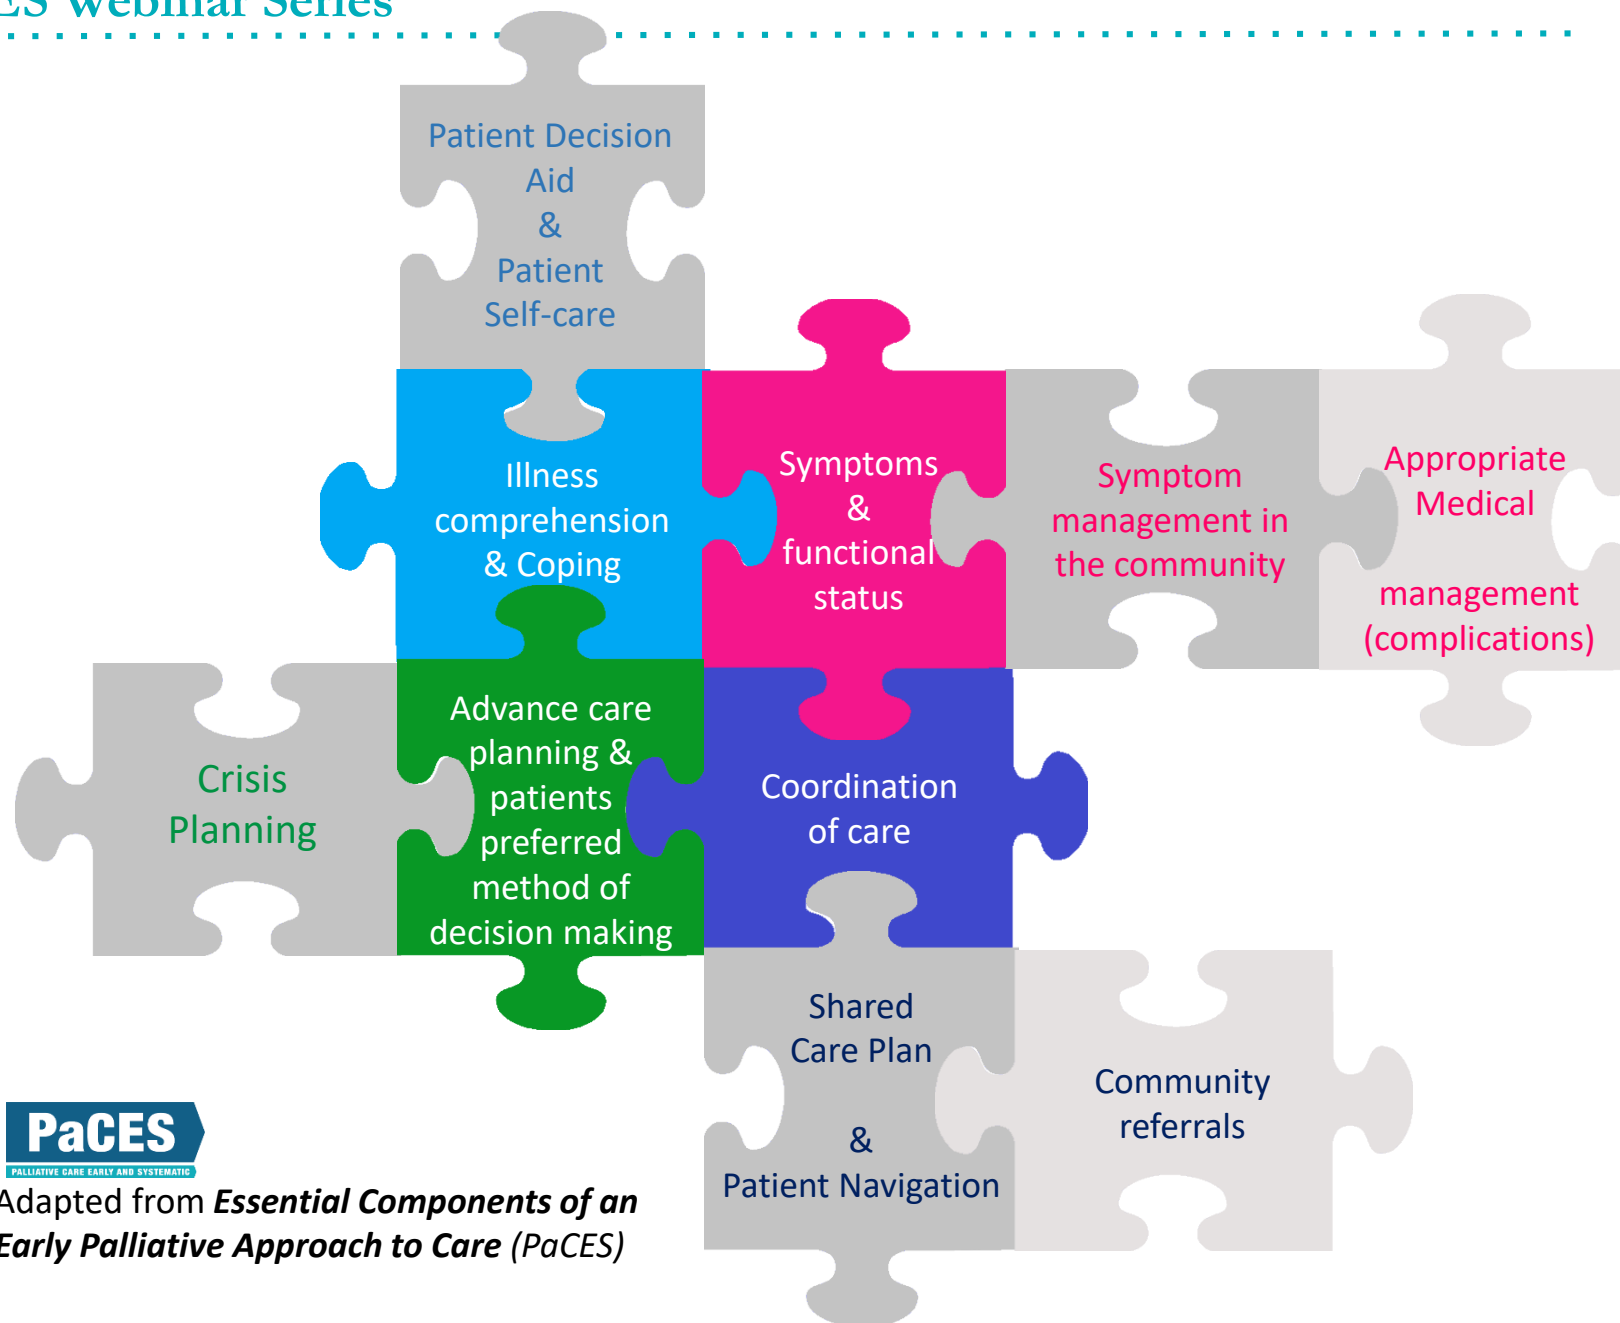 ES Webinar Series
Patient Decision
Aid
&
Patient
Self-care
Illness
comprehension
& Coping
Symptoms
&
functional
status
Symptom
management in
the community
Appropriate
Medical
management
(complications)
Crisis
Planning
Advance care
planning &
patients
preferred
method of
decision making
Coordination
of care
Shared
Care Plan
&
Patient Navigation
Community
referrals
PaCES
PALLIATIVE CARE EARLY AND SYSTEMATIC
Adapted from Essential Components of an
Early Palliative Approach to Care (PaCES)